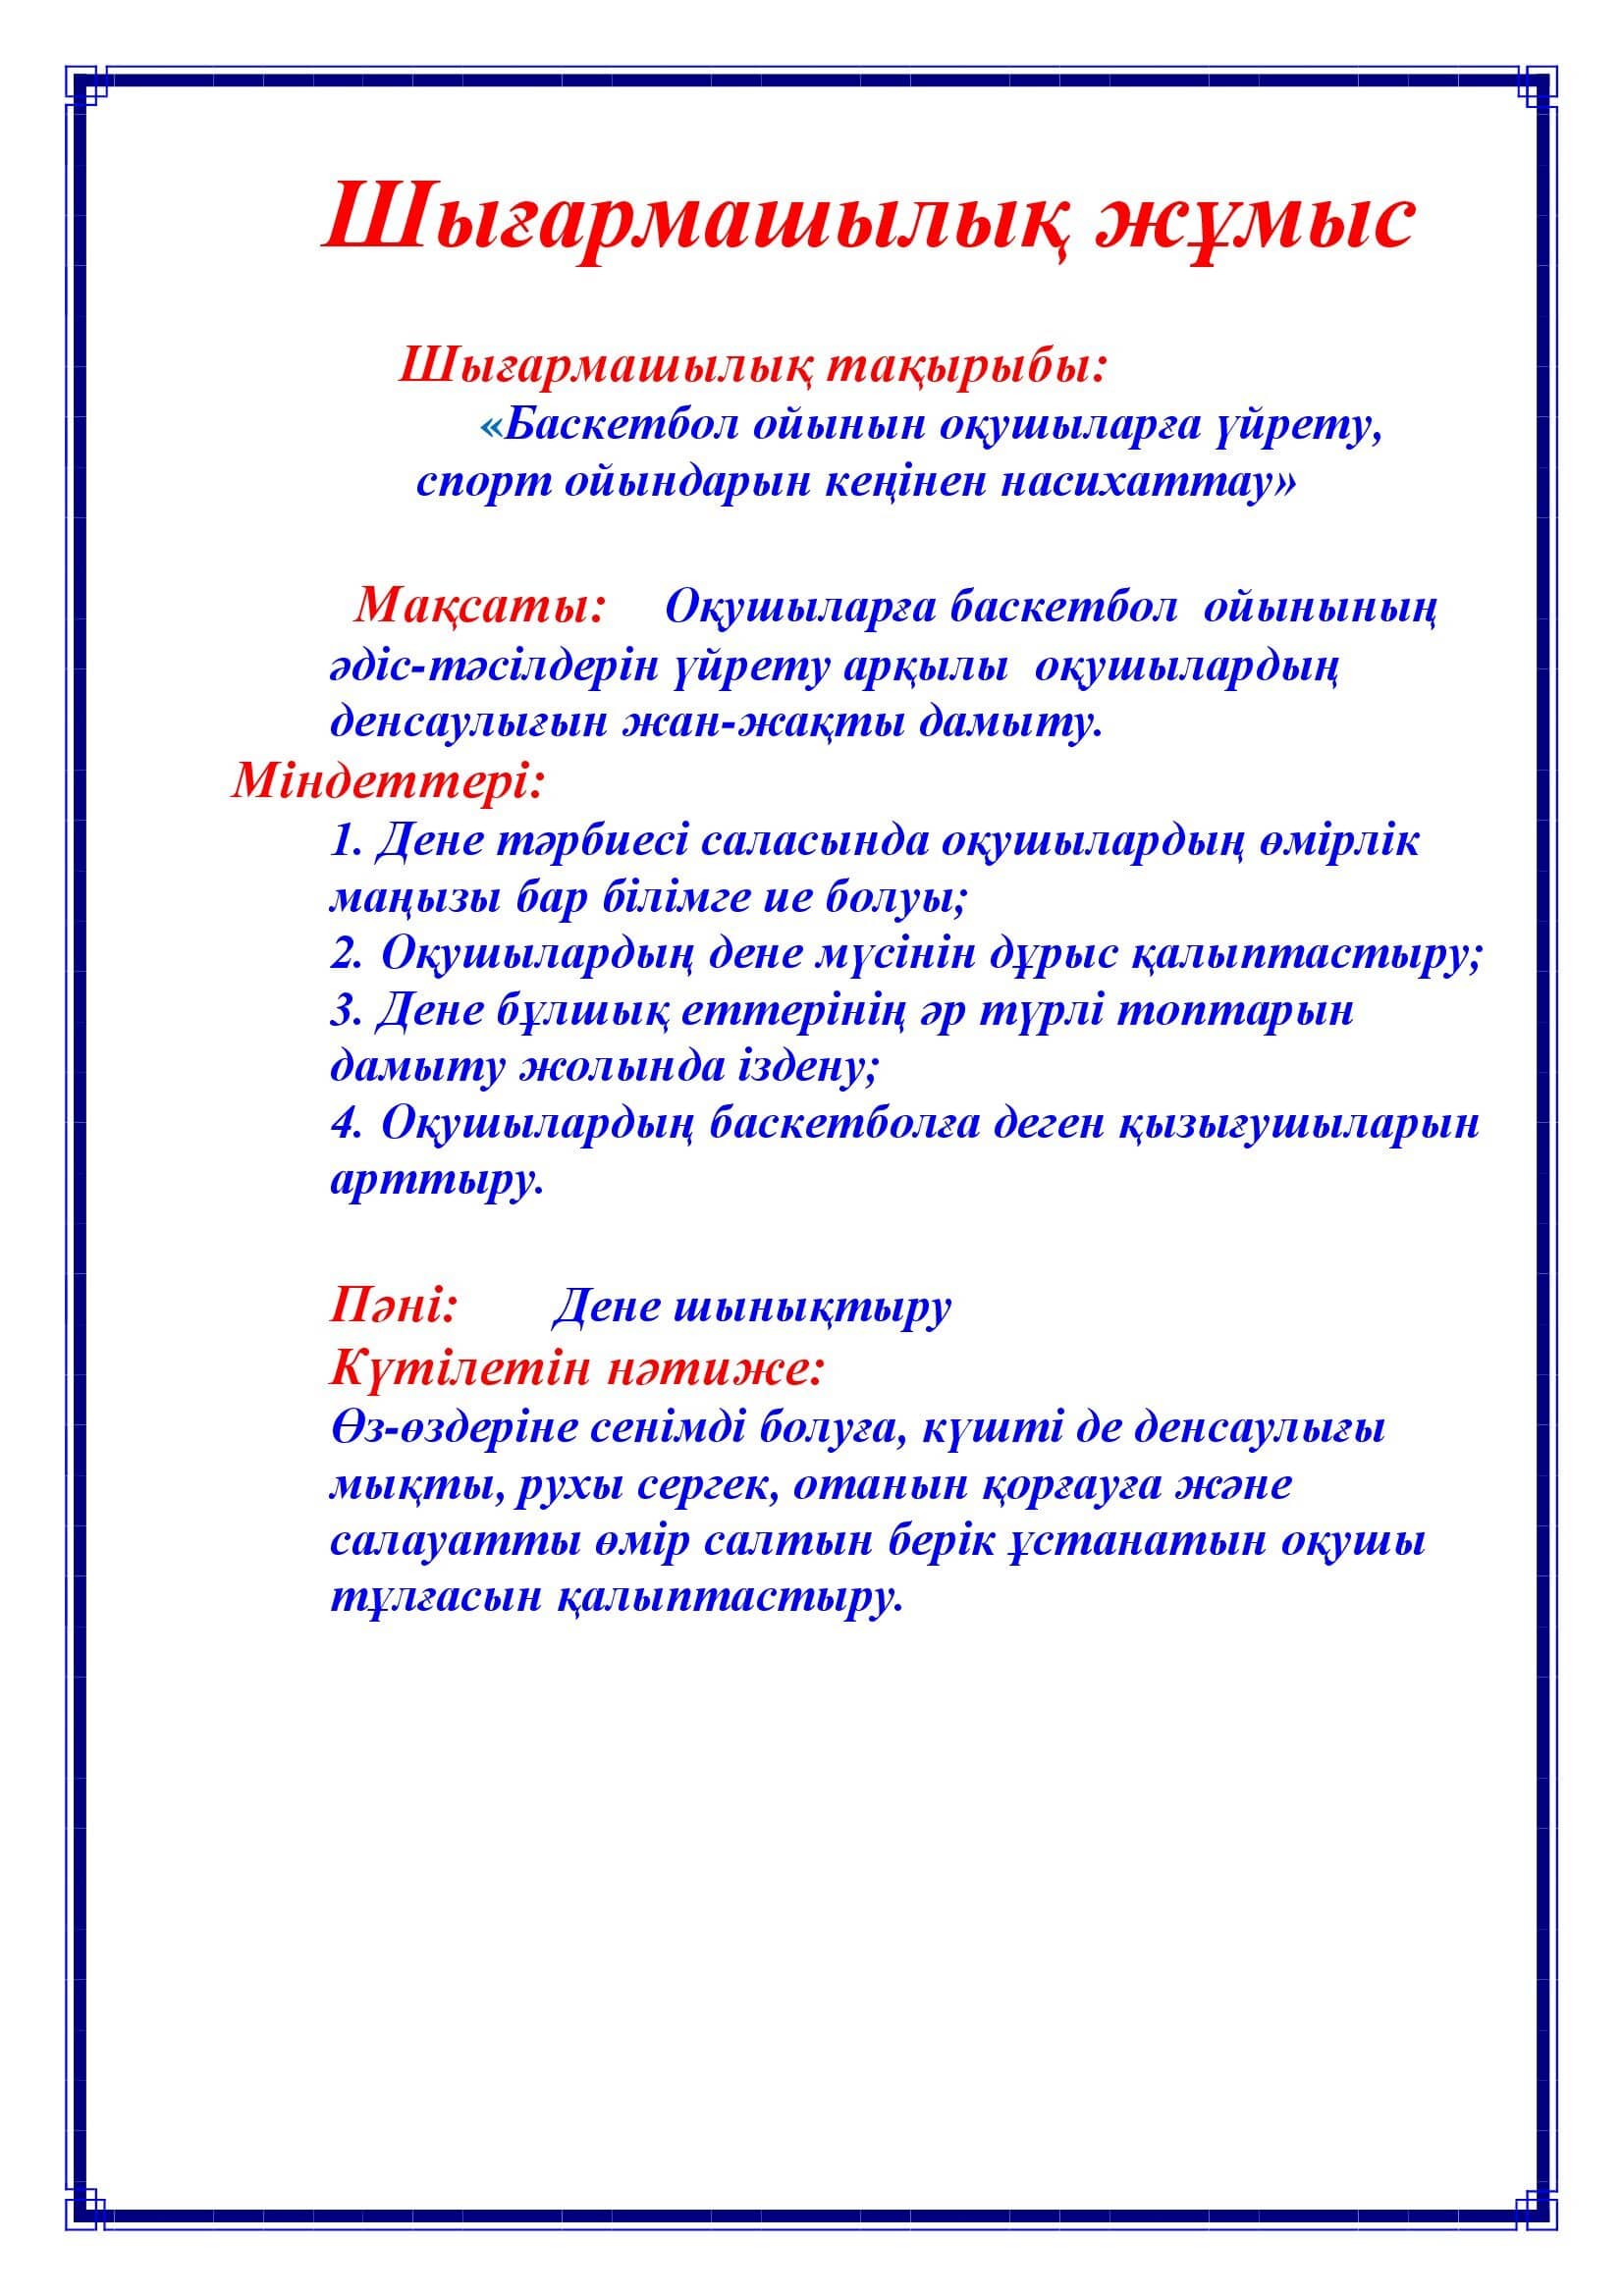 Шығармашылық жұмыс
Шығармашылық тақырыбы:
«Баскетбол ойынын оқушыларға үйрету,
спорт ойындарын кеңінен насихаттау»
Мақсаты: Оқушыларға баскетбол ойынының
әдіс-тәсілдерін үйрету арқылы оқушылардың
денсаулығын жан-жақты дамыту.
Міндеттері:
1. Дене тәрбиесі саласында оқушылардың өмірлік
маңызы бар білімге ие болуы;
2. Оқушылардың дене мүсінін дұрыс қалыптастыру;
3. Дене бұлшық еттерінің әр түрлі топтарын
дамыту жолында іздену;
4. Оқушылардың баскетболға деген қызығушыларын
арттыру.
Пәні: Дене шынықтыру
Күтілетін нәтиже:
Өз-өздеріне сенімді болуға, күшті де денсаулығы
мықты, рухы сергек, отанын қорғауға және
салауатты өмір салтын берік ұстанатын оқушы
тұлғасын қалыптастыру.